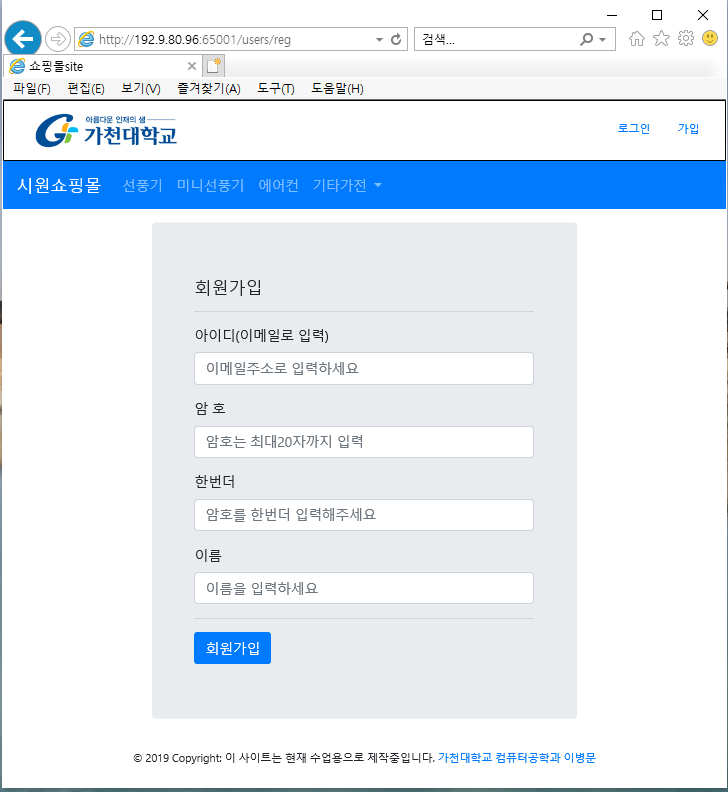 http://192.9.80.96:65001/users/reg
검색...
쇼핑몰site
파일(F) 편집(E) 보기(V) 즐겨찾기(A) 도구(T) 도움말(H)
아름다운 인재의 샘
가천대학교
로그인 가입
시원쇼핑몰 선풍기 미니선풍기 에어컨 기타가전
회원가입
아이디(이메일로 입력)
이메일주소로 입력하세요
암 호
암호는 최대20자까지 입력
한번더
암호를 한번더 입력해주세요
이름
이름을 입력하세요
회원가입
© 2019 Copyright: 이 사이트는 현재 수업용으로 제작중입니다. 가천대학교 컴퓨터공학과 이병문